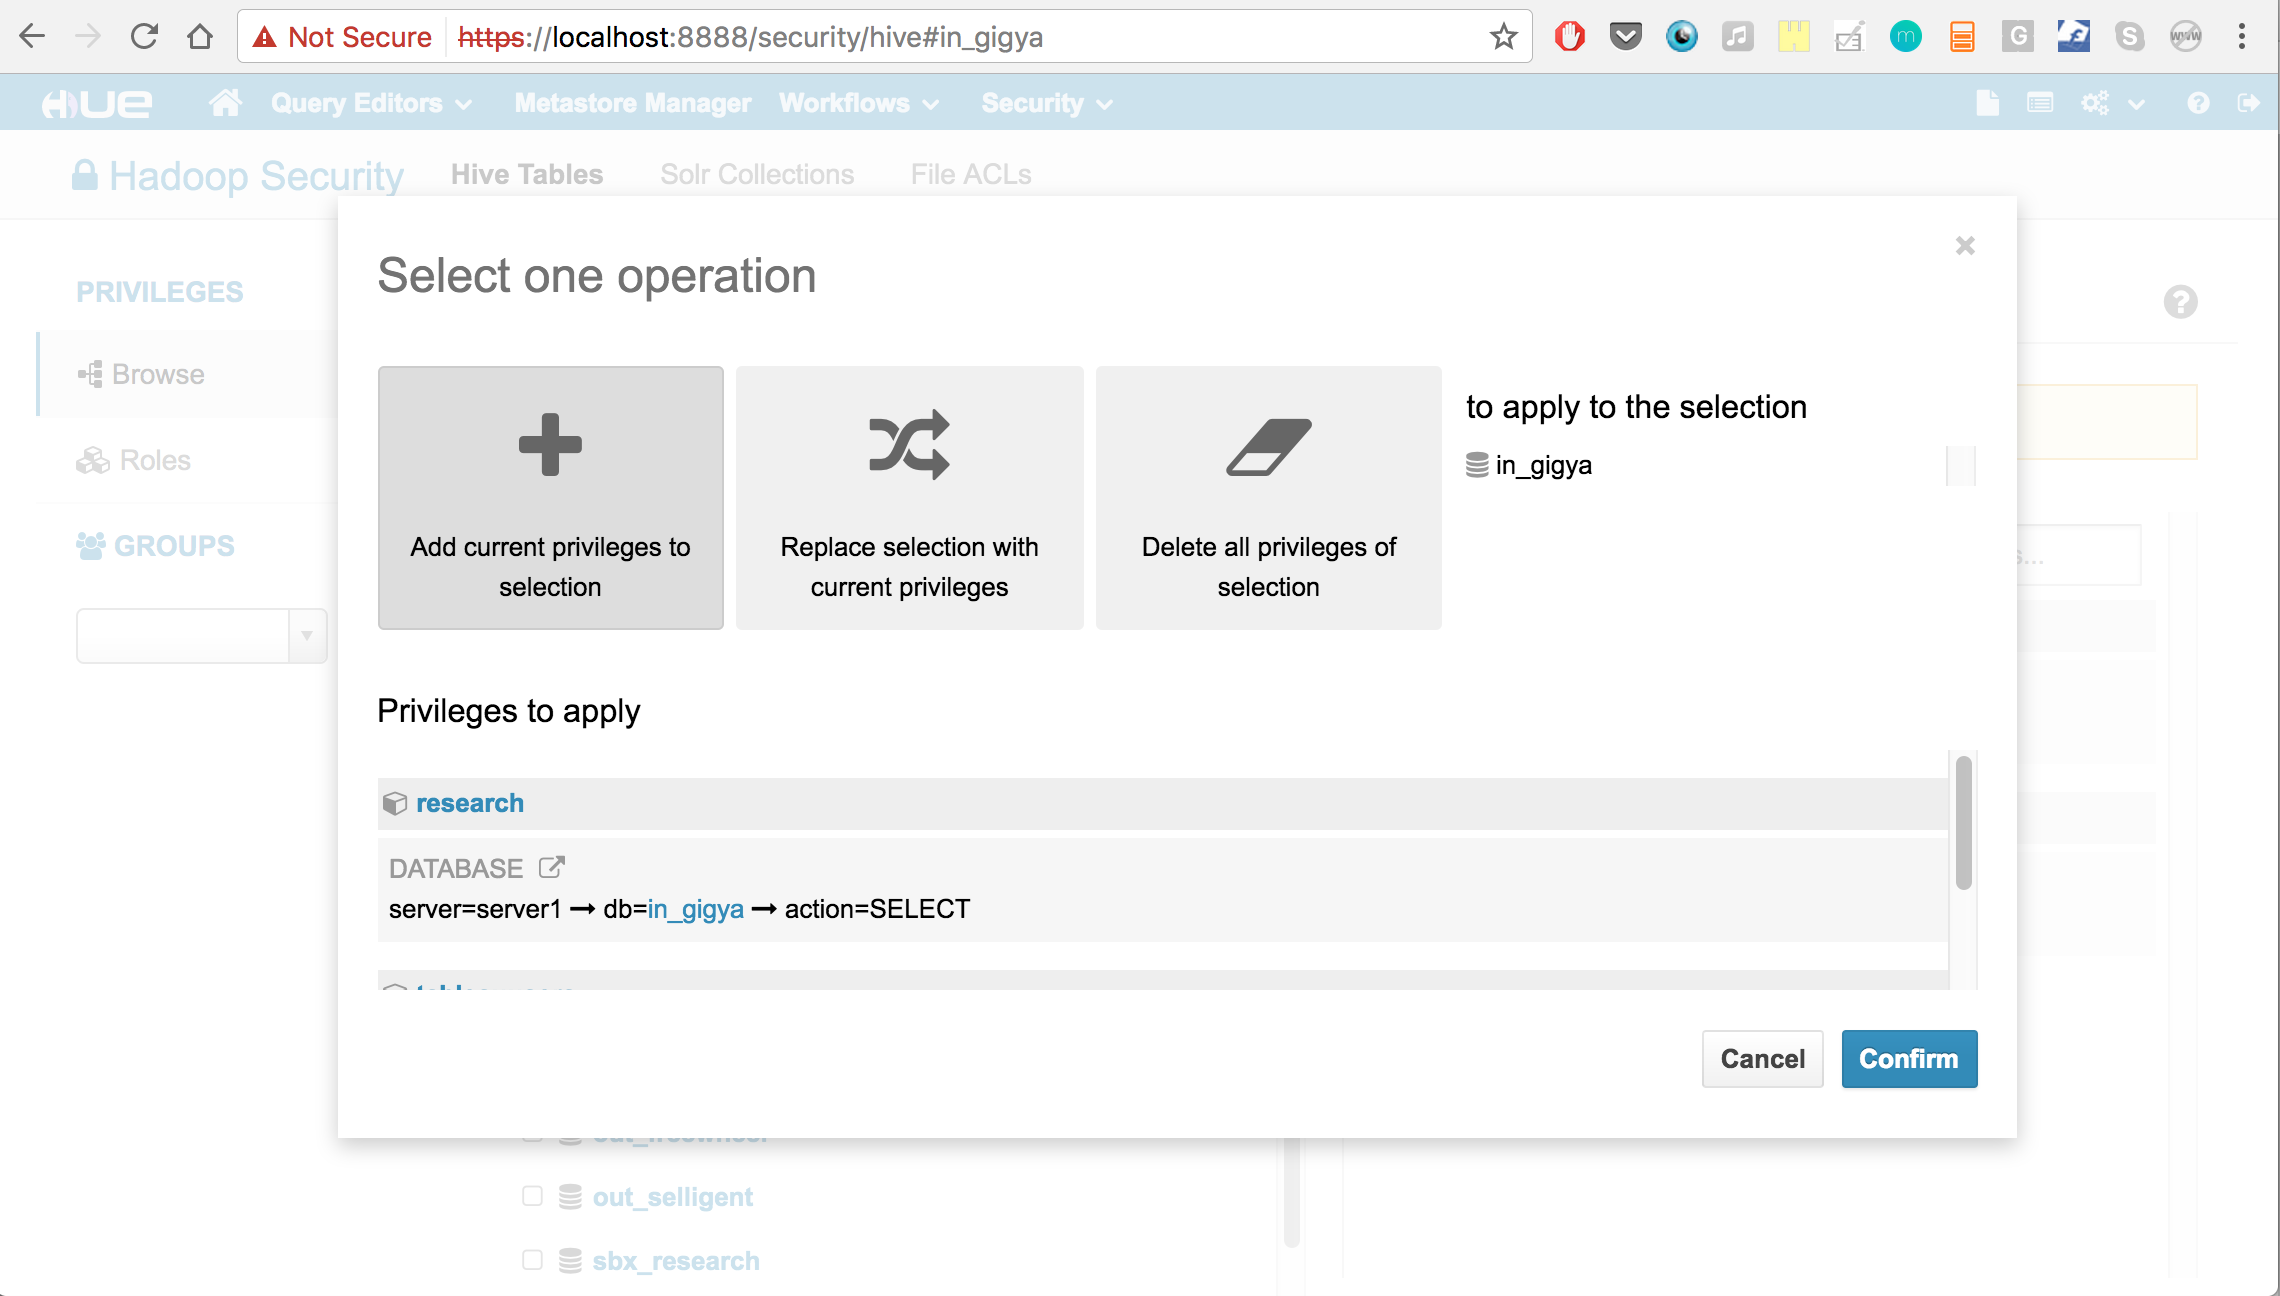 Not Secure https://localhost:8888/security/hive#in_gigya
HUE Query Editors Metastore Manager Workflows Security
Hadoop Security Hive Tables Solr Collections File ACLs
PRIVILEGES
Browse
Roles
GROUPS
Select one operation
Add current privileges to
selection
Replace selection with
current privileges
Delete all privileges of
selection
to apply to the selection
in_gigya
Privileges to apply
research
DATABASE
server=server1 → db=in_gigya → action=SELECT
Cancel
Confirm
out_selligent
sbx_research